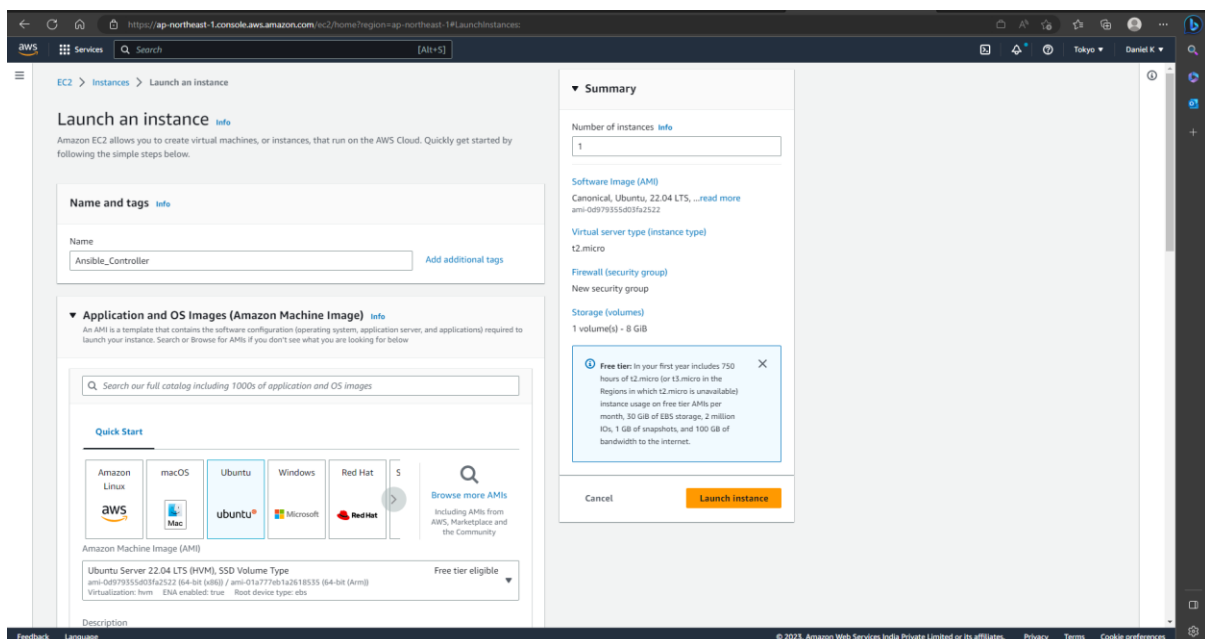 https://ap-northeast-1.console.aws.amazon.com/ec2/home?region=ap-northeast-1#LaunchInstances:
aws
Services
Search
[Alt+S]
Tokyo
Daniel K
EC2 > Instances > Launch an instance
Launch an instance Info
Amazon EC2 allows you to create virtual machines, or instances, that run on the AWS Cloud. Quickly get started by
following the simple steps below.
Name and tags Info
Name
Ansible_Controller
Add additional tags
Application and OS Images (Amazon Machine Image) Info
An AMI is a template that contains the software configuration (operating system, application server, and applications) required to
launch your instance. Search or Browse for AMIs if you don't see what you are looking for below
Search our full catalog including 1000s of application and OS images
Quick Start
Amazon
Linux
aws
macOS
Mac
Ubuntu
ubuntu®
Windows
Microsoft
Red Hat
Red Hat
S
Browse more AMIs
Including AMIs from
AWS, Marketplace and
the Community
Amazon Machine Image (AMI)
Ubuntu Server 22.04 LTS (HVM), SSD Volume Type
Free tier eligible
ami-0d979355d03fa2522 (64-bit (x86)) / ami-01a777eb1a2618535 (64-bit (Arm))
Virtualization: hvm ENA enabled: true Root device type: ebs
Description
Summary
Number of instances Info
1
Software Image (AMI)
Canonical, Ubuntu, 22.04 LTS, ...read more
ami-0d979355d03fa2522
Virtual server type (instance type)
t2.micro
Firewall (security group)
New security group
Storage (volumes)
1 volume(s) - 8 GiB
Free tier: In your first year includes 750
hours of t2.micro (or t3.micro in the
Regions in which t2.micro is unavailable)
instance usage on free tier AMIs per
month, 30 GiB of EBS storage, 2 million
IOs, 1 GB of snapshots, and 100 GB of
bandwidth to the internet.
Cancel
Launch instance
Feedback
Language
© 2023, Amazon Web Services India Private Limited or its affiliates.
Privacy
Terms
Cookie preferences